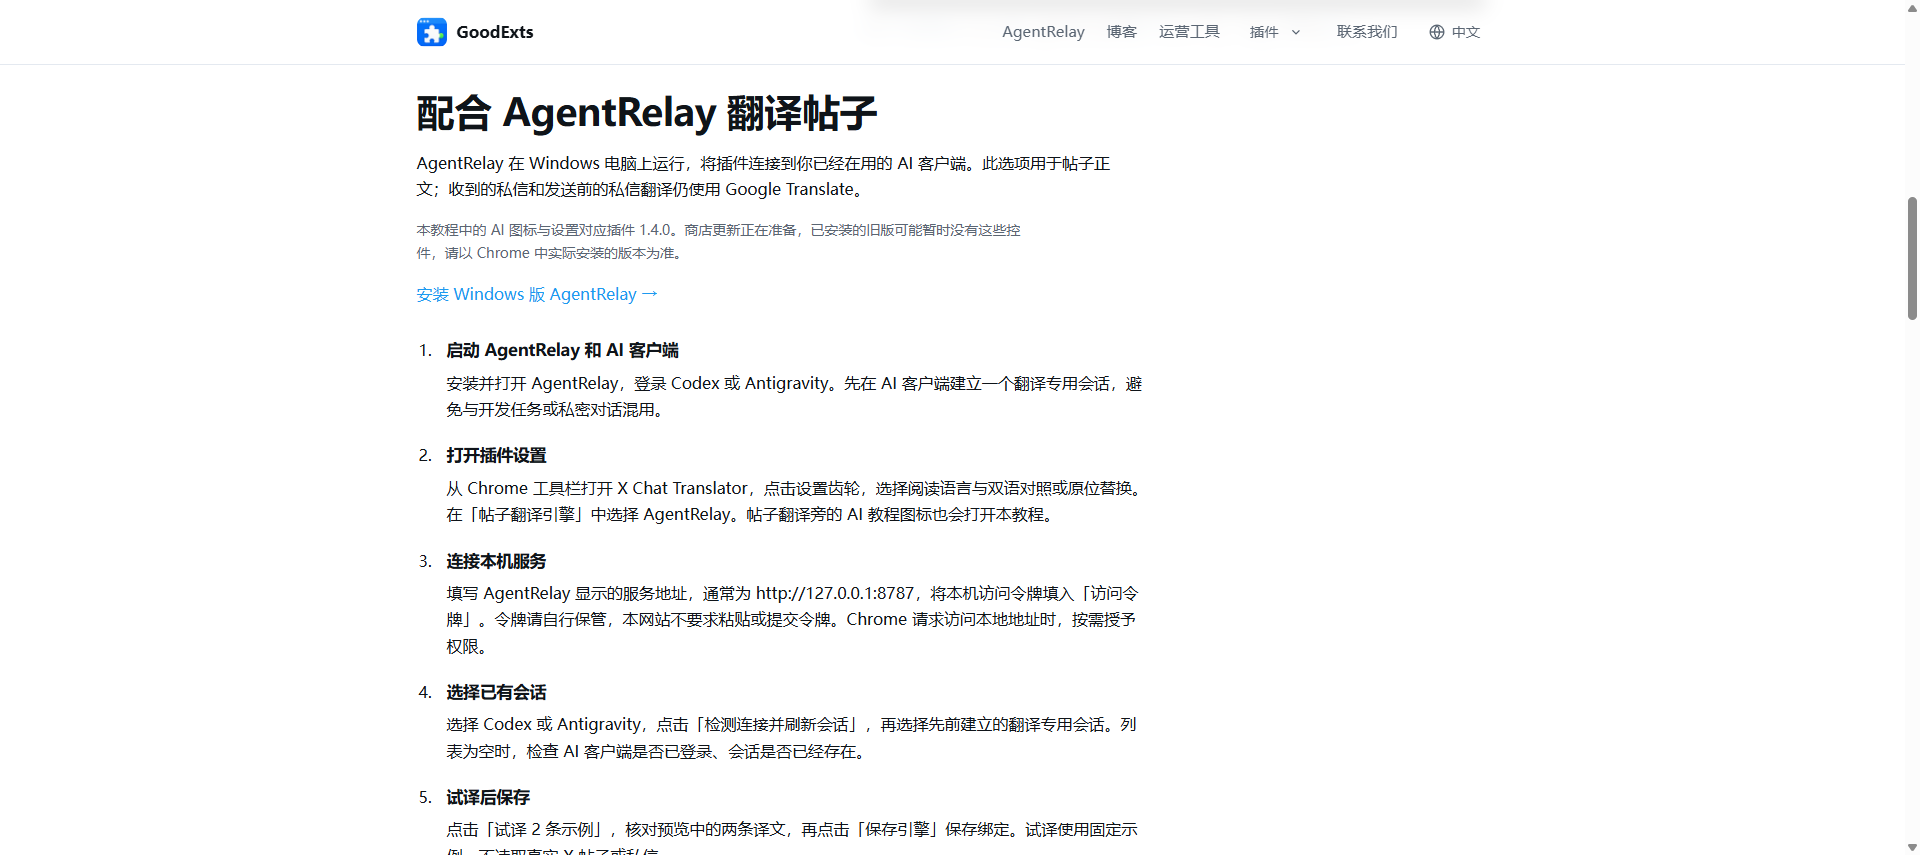 GoodExts
AgentRelay 博客 运营工具 插件 联系我们 中文
配合 AgentRelay 翻译帖子
AgentRelay 在 Windows 电脑上运行，将插件连接到你已经在用的 AI 客户端。此选项用于帖子正
文；收到的私信和发送前的私信翻译仍使用 Google Translate。
本教程中的 AI 图标与设置对应插件 1.4.0。商店更新正在准备，已安装的旧版可能暂时没有这些控
件，请以 Chrome 中实际安装的版本为准。
安装 Windows 版 AgentRelay →
1. 启动 AgentRelay 和 AI 客户端
安装并打开 AgentRelay，登录 Codex 或 Antigravity。先在 AI 客户端建立一个翻译专用会话，避
免与开发任务或私密对话混用。
2. 打开插件设置
从 Chrome 工具栏打开 X Chat Translator，点击设置齿轮，选择阅读语言与双语对照或原位替换。
在「帖子翻译引擎」中选择 AgentRelay。帖子翻译旁的 AI 教程图标也会打开本教程。
3. 连接本机服务
填写 AgentRelay 显示的服务地址，通常为 http://127.0.0.1:8787，将本机访问令牌填入「访问令
牌」。令牌请自行保管，本网站不要求粘贴或提交令牌。Chrome 请求访问本地地址时，按需授予
权限。
4. 选择已有会话
选择 Codex 或 Antigravity，点击「检测连接并刷新会话」，再选择先前建立的翻译专用会话。列
表为空时，检查 AI 客户端是否已登录、会话是否已经存在。
5. 试译后保存
点击「试译 2 条示例」，核对预览中的两条译文，再点击「保存引擎」保存绑定。试译使用固定示
例，不读取真实 X 帖子或私信。